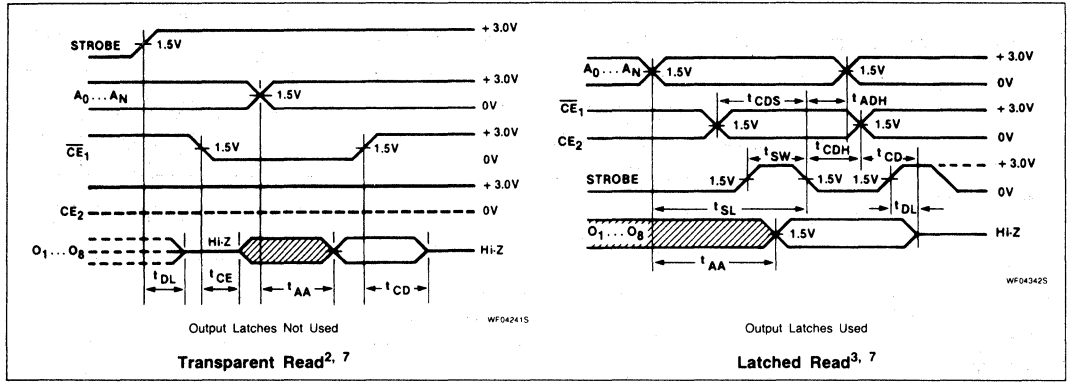 STROBE
1.5V
+ 3.0V
A0...AN
1.5V
+ 3.0V
0V
CE1
1.5V
1.5V
+ 3.0V
0V
+ 3.0V
CE2
0V
O1...O8
Hi-Z
Hi-Z
tDL
tCE
tAA
tCD
WF04241S
Output Latches Not Used
Transparent Read2, 7
A0...AN
1.5V
1.5V
+ 3.0V
0V
tCDS
tADH
CE1
CE2
1.5V
1.5V
+ 3.0V
0V
tSW
tCDH
tCD
STROBE
1.5V
1.5V
1.5V
+ 3.0V
0V
tSL
tDL
O1...O8
1.5V
Hi-Z
tAA
WF04342S
Output Latches Used
Latched Read3, 7